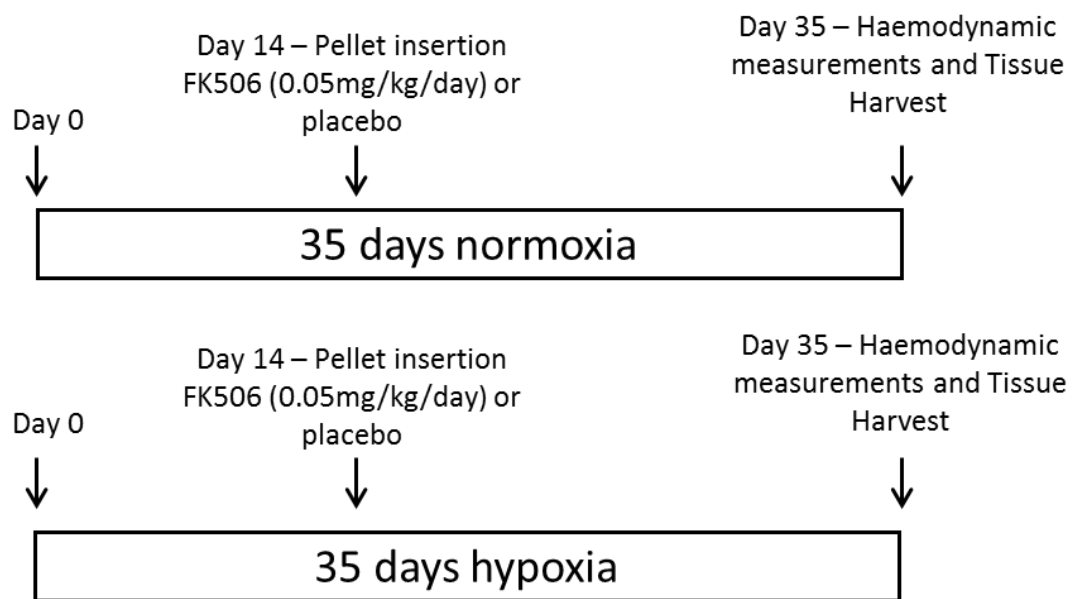 Day 0
Day 14 – Pellet insertion
FK506 (0.05mg/kg/day) or
placebo
Day 35 – Haemodynamic
measurements and Tissue
Harvest
35 days normoxia
Day 0
Day 14 – Pellet insertion
FK506 (0.05mg/kg/day) or
placebo
Day 35 – Haemodynamic
measurements and Tissue
Harvest
35 days hypoxia